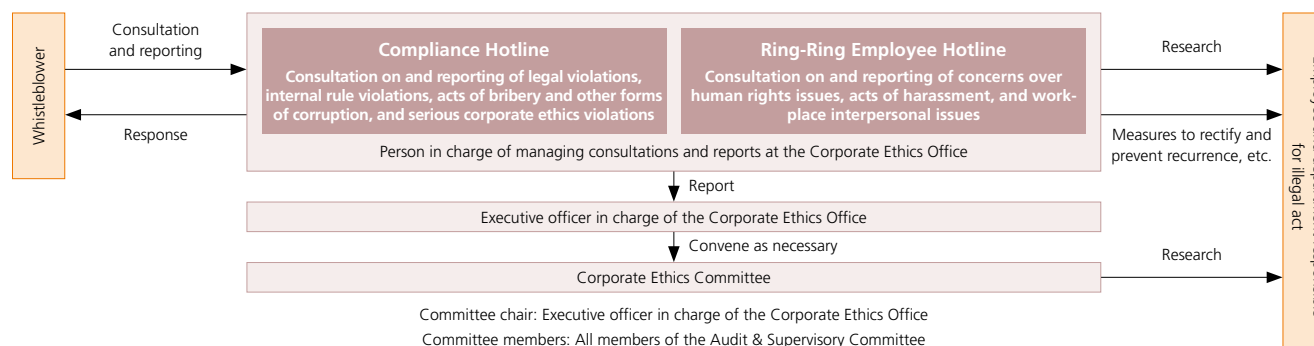 Whistleblower
Consultation
and reporting
Response
Compliance Hotline
Consultation on and reporting of legal violations,
internal rule violations, acts of bribery and other forms
of corruption, and serious corporate ethics violations
Ring-Ring Employee Hotline
Consultation on and reporting of concerns over
human rights issues, acts of harassment, and work-
place interpersonal issues
Person in charge of managing consultations and reports at the Corporate Ethics Office
Research
Measures to rectify and
prevent recurrence, etc.
Report
Executive officer in charge of the Corporate Ethics Office
Convene as necessary
Corporate Ethics Committee
Research
Committee chair: Executive officer in charge of the Corporate Ethics Office
Committee members: All members of the Audit & Supervisory Committee
for illegal act